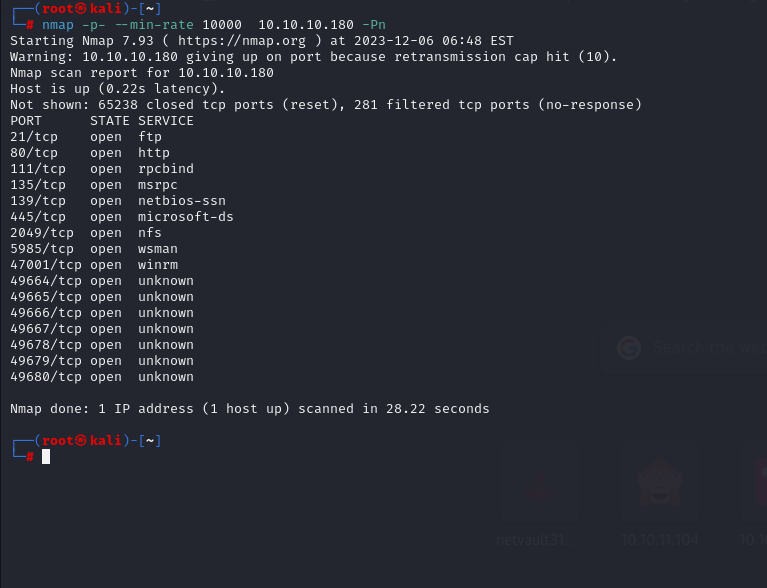 ┌──(root㉿kali)-[~]
└─# nmap -p- --min-rate 10000  10.10.10.180 -Pn
Starting Nmap 7.93 ( https://nmap.org ) at 2023-12-06 06:48 EST
Warning: 10.10.10.180 giving up on port because retransmission cap hit (10).
Nmap scan report for 10.10.10.180
Host is up (0.22s latency).
Not shown: 65238 closed tcp ports (reset), 281 filtered tcp ports (no-response)
PORT      STATE SERVICE
21/tcp    open  ftp
80/tcp    open  http
111/tcp   open  rpcbind
135/tcp   open  msrpc
139/tcp   open  netbios-ssn
445/tcp   open  microsoft-ds
2049/tcp  open  nfs
5985/tcp  open  wsman
47001/tcp open  winrm
49664/tcp open  unknown
49665/tcp open  unknown
49666/tcp open  unknown
49667/tcp open  unknown
49678/tcp open  unknown
49679/tcp open  unknown
49680/tcp open  unknown
Search the we
Nmap done: 1 IP address (1 host up) scanned in 28.22 seconds
┌──(root㉿kali)-[~]
└─#
netvault31... 10.10.11.104 10.1